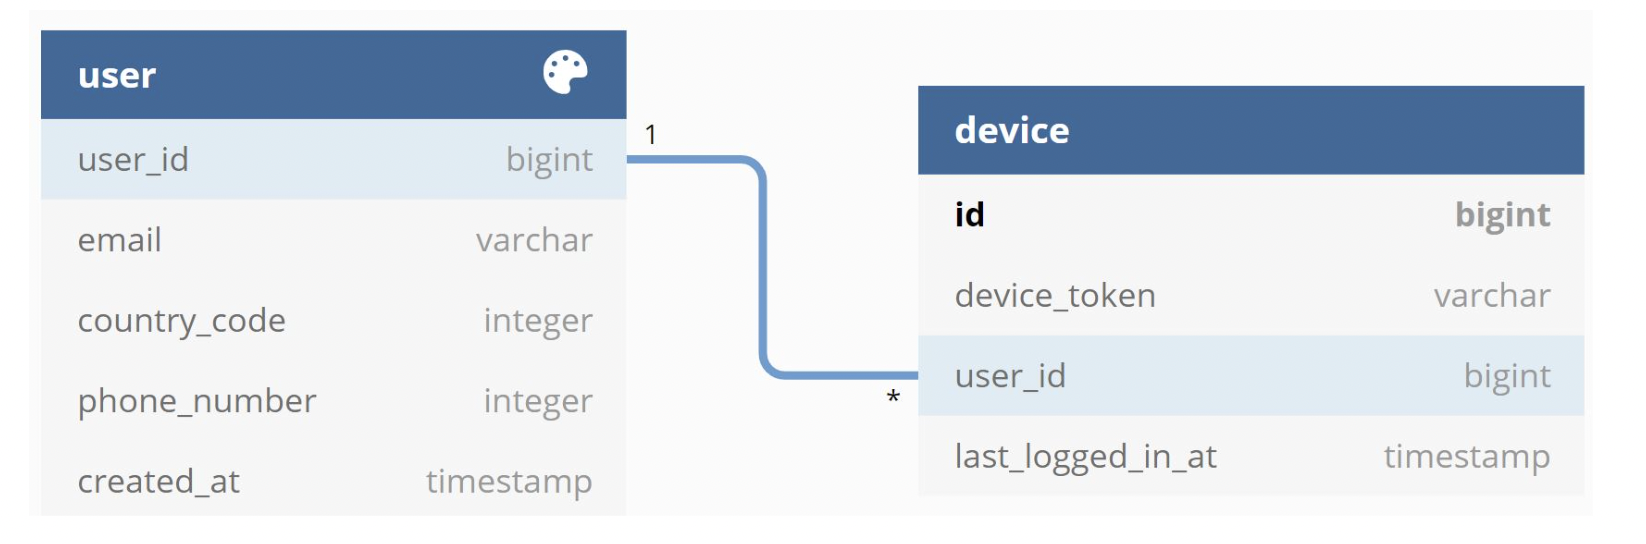 user
user_id bigint
email varchar
country_code integer
phone_number integer
created_at timestamp
1
*
device
id bigint
device_token varchar
user_id bigint
last_logged_in_at timestamp